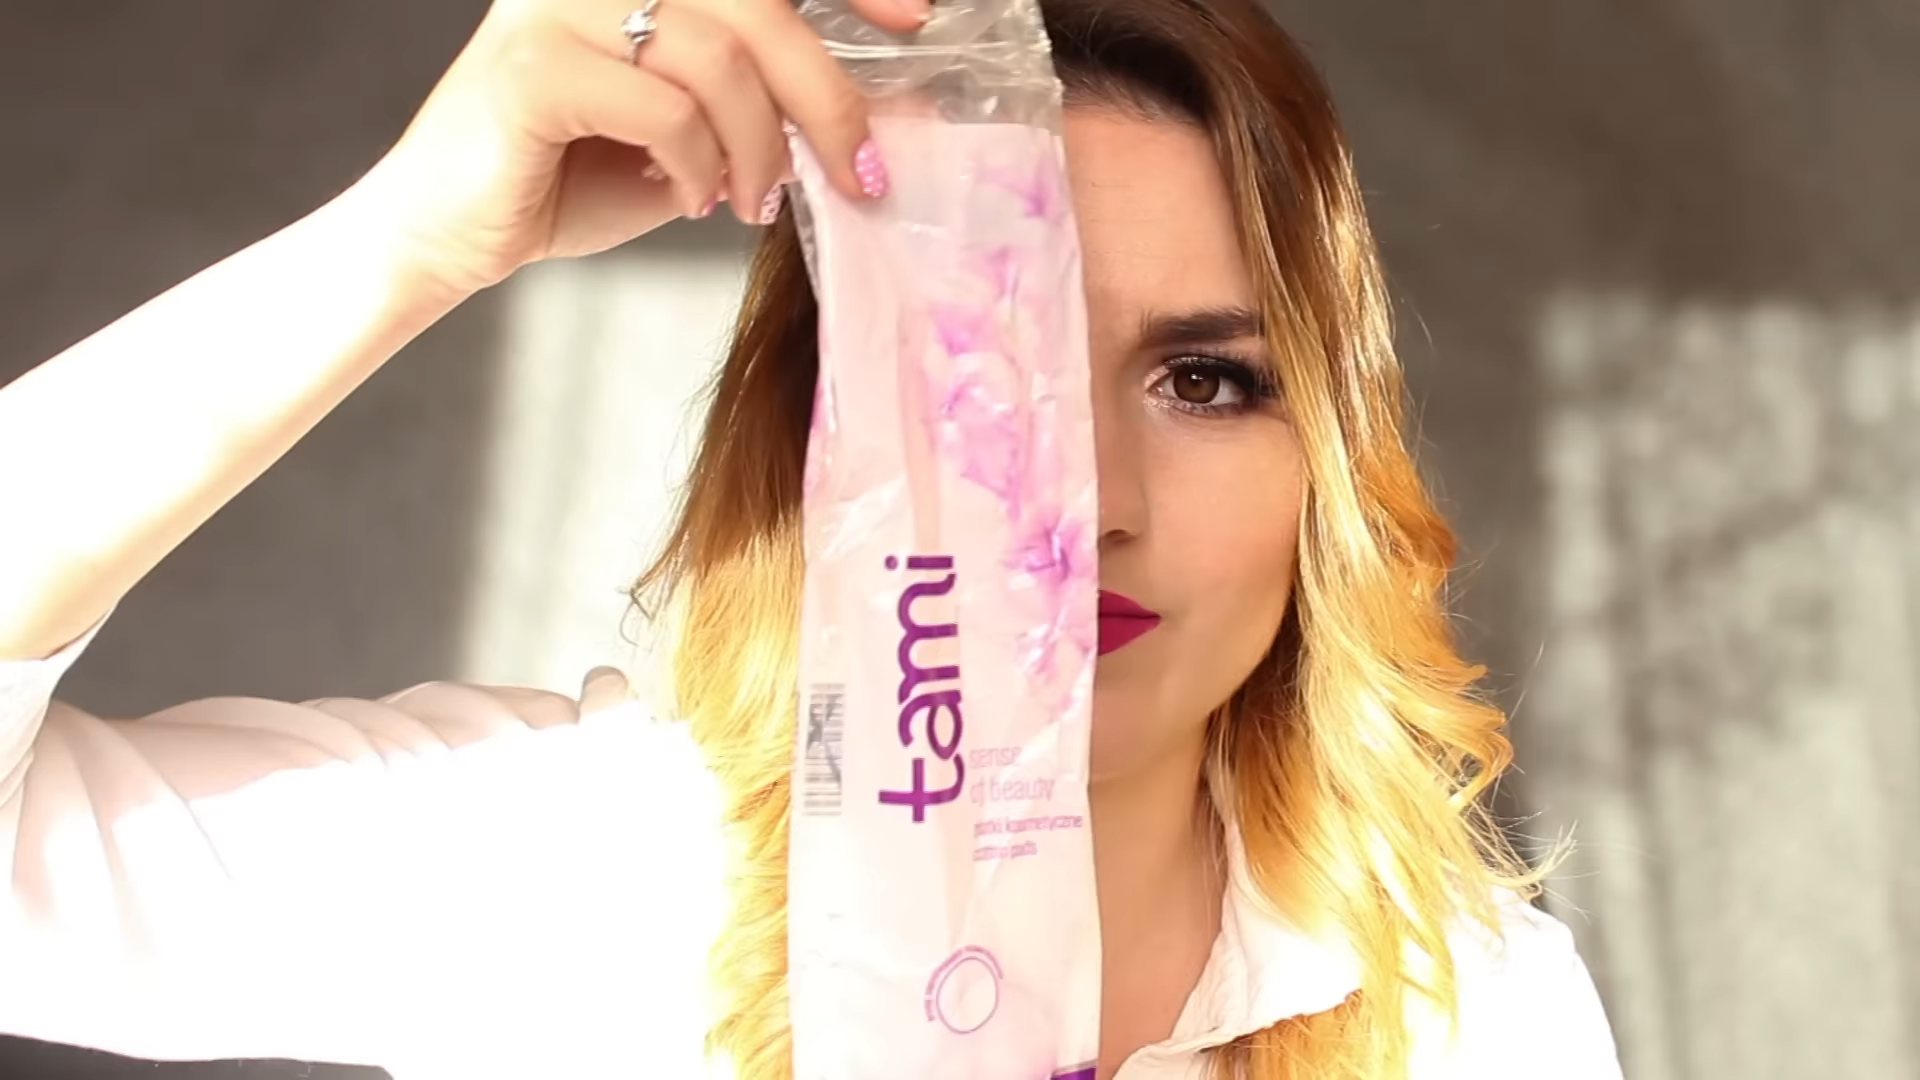 tami
sense
of beauty
płatki kosmetyczne
cotton pads